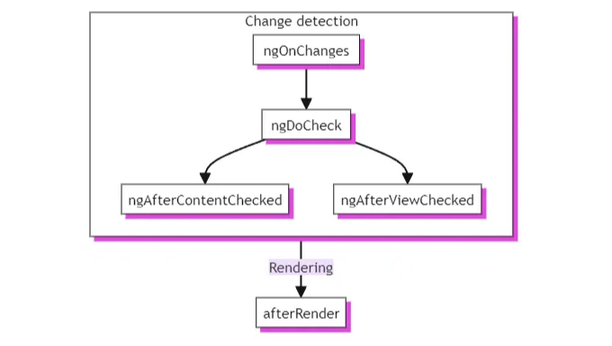 Change detection
ngOnChanges
ngDoCheck
ngAfterContentChecked
ngAfterViewChecked
Rendering
afterRender